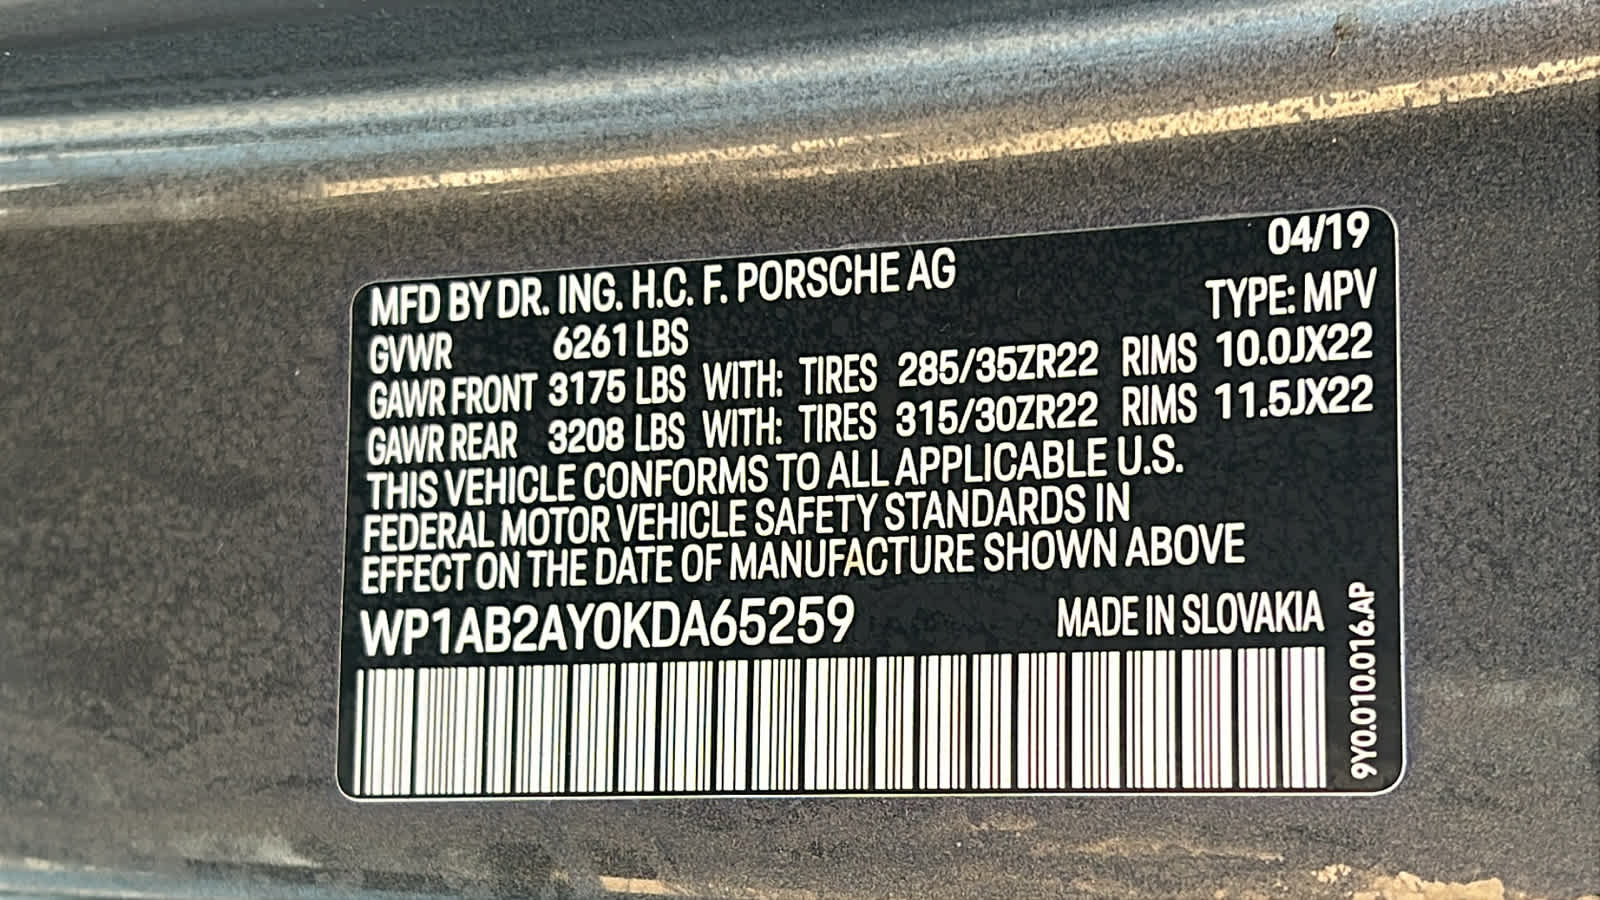 MFD BY DR. ING. H.C. F. PORSCHE AG 04/19
GVWR 6261 LBS TYPE: MPV
GAWR FRONT 3175 LBS WITH: TIRES 285/35ZR22 RIMS 10.0JX22
GAWR REAR 3208 LBS WITH: TIRES 315/30ZR22 RIMS 11.5JX22
THIS VEHICLE CONFORMS TO ALL APPLICABLE U.S.
FEDERAL MOTOR VEHICLE SAFETY STANDARDS IN
EFFECT ON THE DATE OF MANUFACTURE SHOWN ABOVE
WP1AB2AY0KDA65259 MADE IN SLOVAKIA
9Y0.010.016.AP